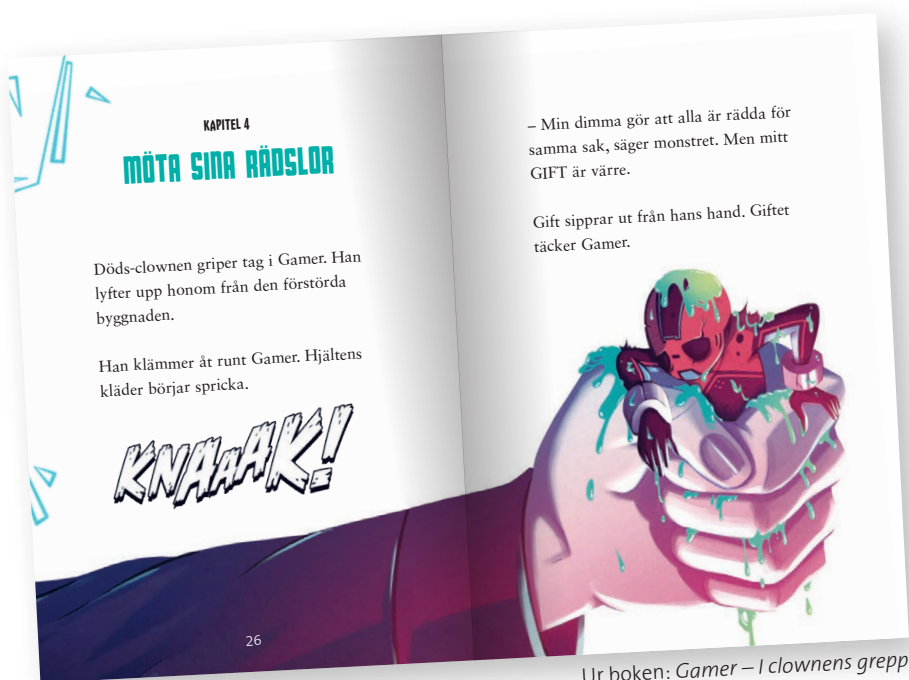 KAPITEL 4
MÖTA SINA RÄDSLOR
Döds-clownen griper tag i Gamer. Han
lyfter upp honom från den förstörda
byggnaden.
Han klämmer åt runt Gamer. Hjältens
kläder börjar spricka.
KNAAAK!
26
– Min dimma gör att alla är rädda för
samma sak, säger monstret. Men mitt
GIFT är värre.
Gift sipprar ut från hans hand. Giftet
täcker Gamer.
Ur boken: Gamer – I clownens grepp